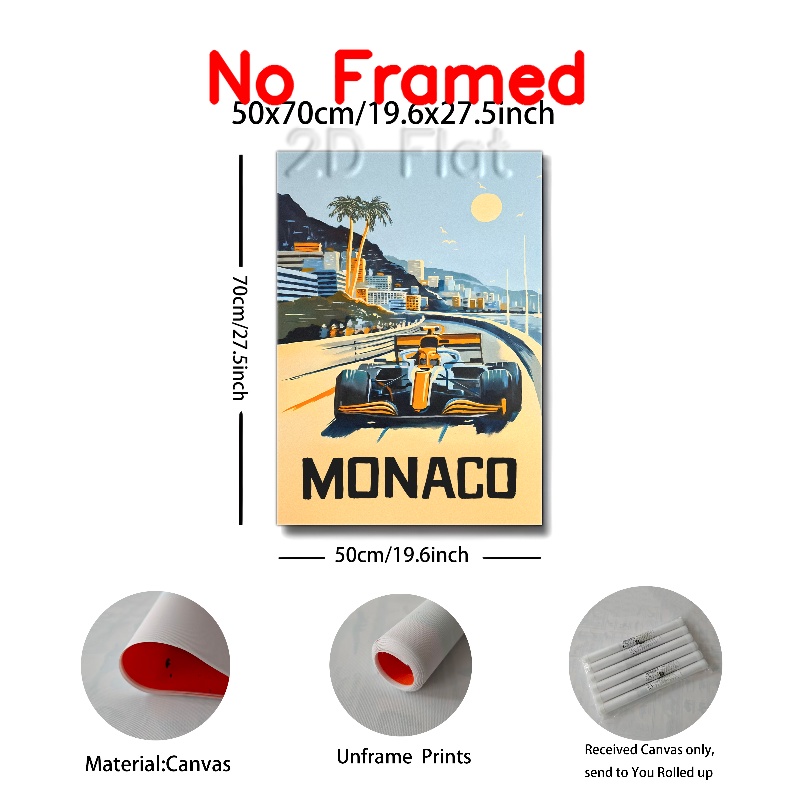 No Framed
50x70cm/19.6x27.5inch
2D Flat
70cm/27.5inch
MONACO
50cm/19.6inch
Material:Canvas
Unframe Prints
Received Canvas only,
send to You Rolled up